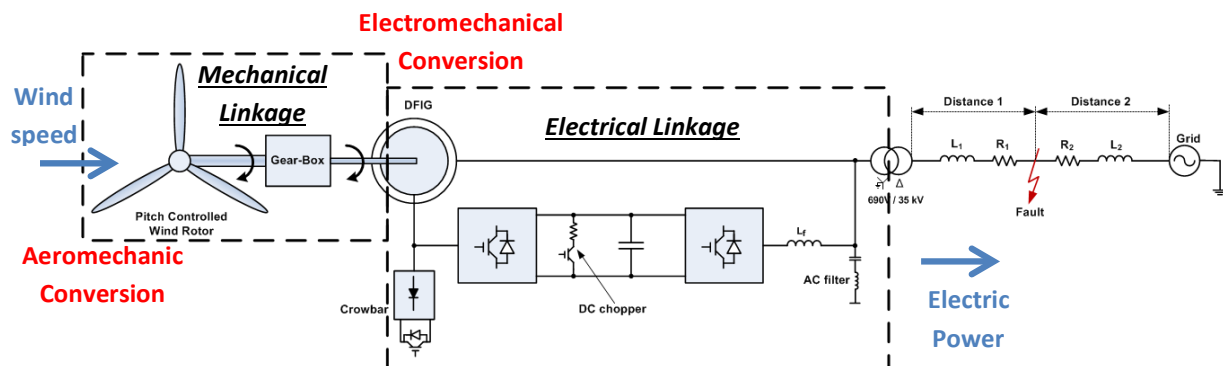 Electromechanical
Conversion
Wind
speed
Mechanical
Linkage
Gear-Box
Pitch Controlled
Wind Rotor
Aeromechanic
Conversion
DFIG
Electrical Linkage
Crowbar
DC chopper
Lf
AC filter
690V / 35 kV
Y
Δ
Distance 1
Distance 2
L1
R1
R2
L2
Grid
Fault
Electric
Power